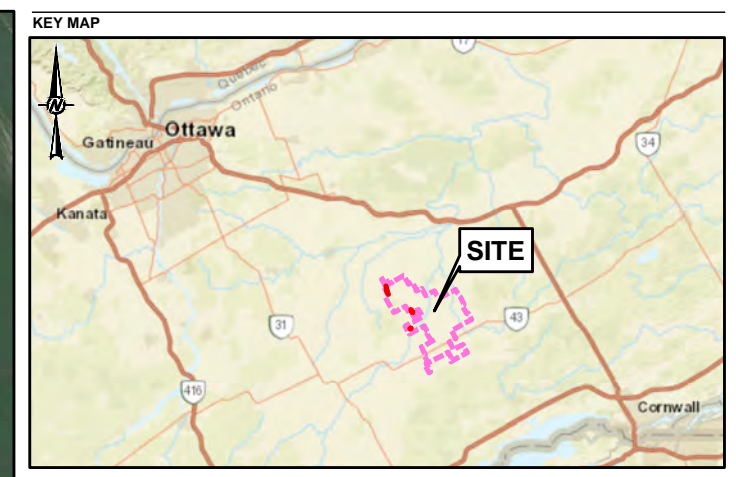 KEY MAP
17
Quebec
Ontario
N
Ottawa
Gatineau
34
Kanata
SITE
43
31
416
Cornwall